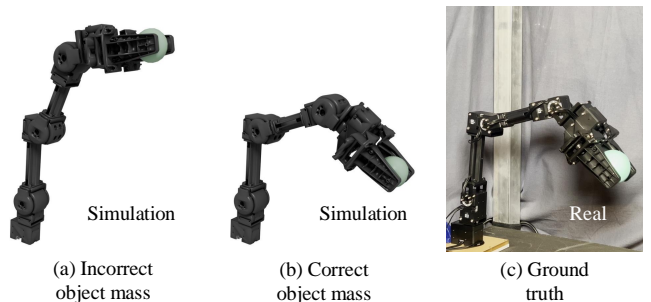 Simulation
Simulation
Real
(a) Incorrect
object mass
(b) Correct
object mass
(c) Ground
truth